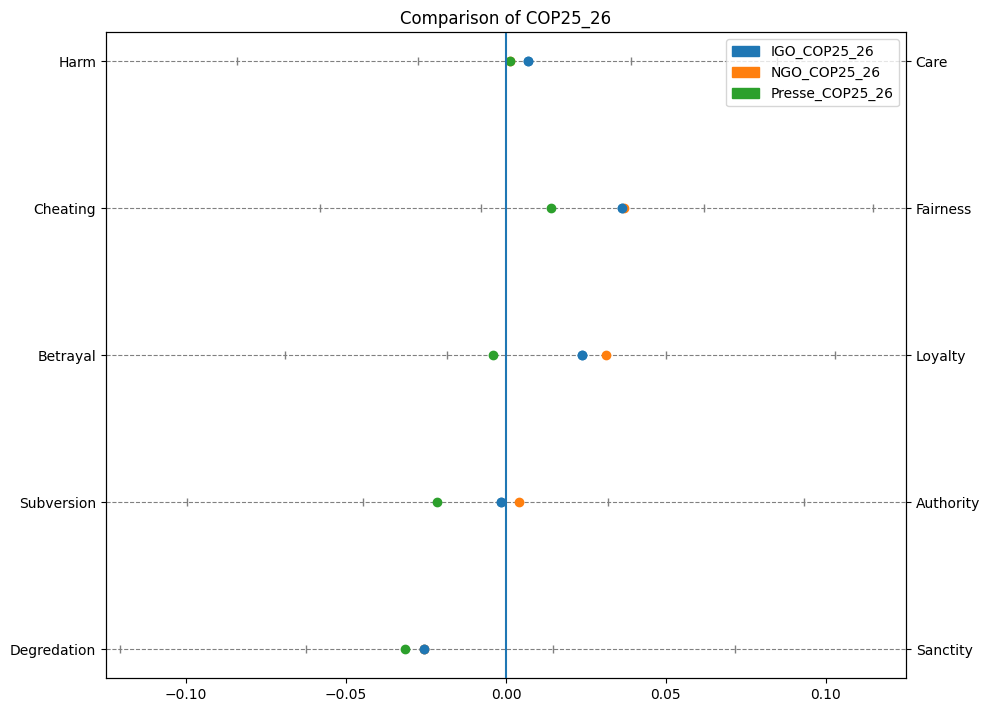 Comparison of COP25_26
IGO_COP25_26
NGO_COP25_26
Presse_COP25_26
Harm
Care
Cheating
Fairness
Betrayal
Loyalty
Subversion
Authority
Degredation
Sanctity
−0.10
−0.05
0.00
0.05
0.10